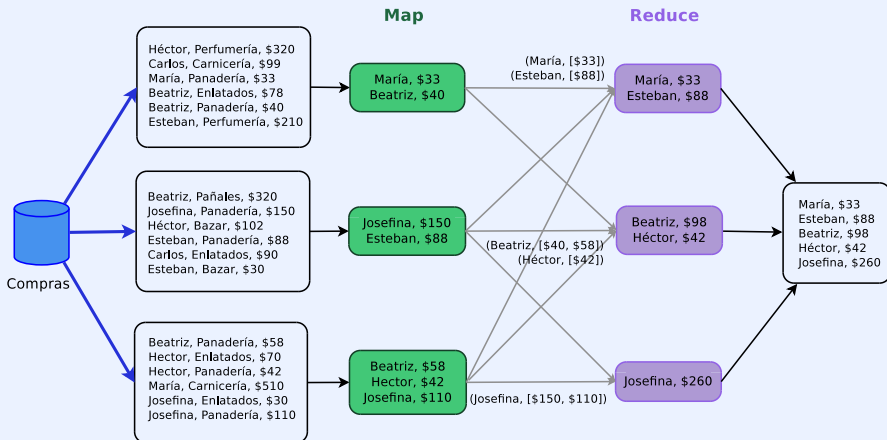 Map
Reduce
Héctor, Perfumería, $320
Carlos, Carnicería, $99
María, Panadería, $33
Beatriz, Enlatados, $78
Beatriz, Panadería, $40
Esteban, Perfumería, $210
María, $33
Beatriz, $40
(María, [$33])
(Esteban, [$88])
María, $33
Esteban, $88
Beatriz, Pañales, $320
Josefina, Panadería, $150
Héctor, Bazar, $102
Esteban, Panadería, $88
Carlos, Enlatados, $90
Esteban, Bazar, $30
Josefina, $150
Esteban, $88
(Beatriz, [$40, $58])
(Héctor, [$42])
Beatriz, $98
Héctor, $42
María, $33
Esteban, $88
Beatriz, $98
Héctor, $42
Josefina, $260
Compras
Beatriz, Panadería, $58
Hector, Enlatados, $70
Hector, Panadería, $42
María, Carnicería, $510
Josefina, Enlatados, $30
Josefina, Panadería, $110
Beatriz, $58
Hector, $42
Josefina, $110
(Josefina, [$150, $110])
Josefina, $260